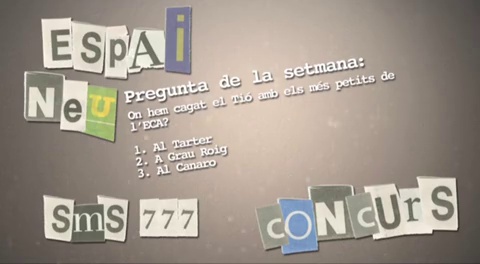 ESPAi
NeU
Pregunta de la setmana:
On hem cagat el Tió amb els més petits de
l'ECA?
1. Al Tarter
2. A Grau Roig
3. Al Canaro
SmS 777
CONCUrS